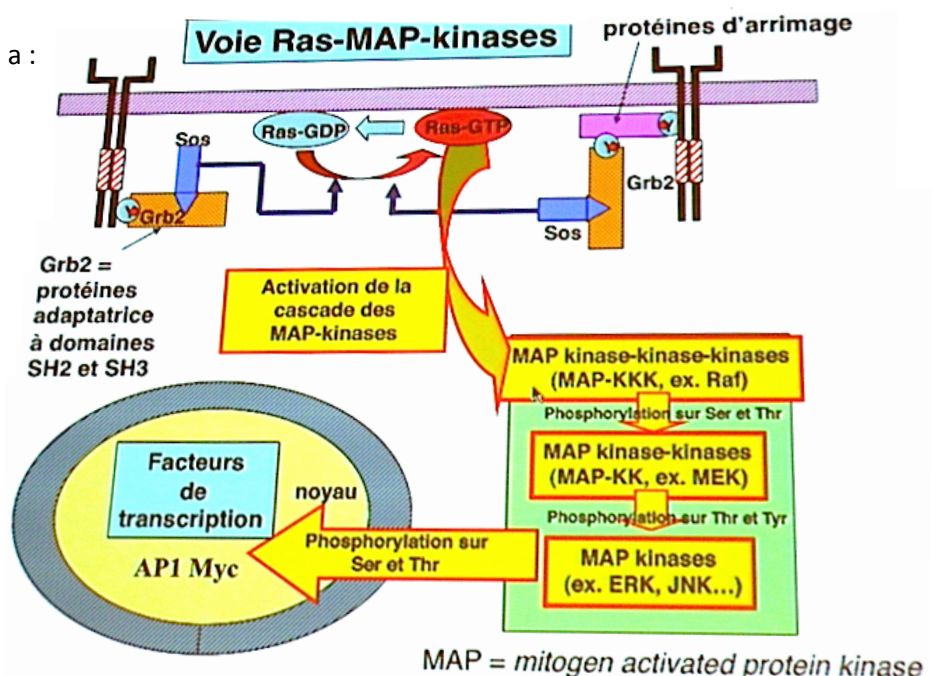 a :
Voie Ras-MAP-kinases
protéines d'arrimage
Ras-GDP
Ras-GTP
Sos
Grb2
Grb2
Sos
Grb2 =
protéines
adaptatrice
à domaines
SH2 et SH3
Activation de la
cascade des
MAP-kinases
MAP kinase-kinase-kinases
(MAP-KKK, ex. Raf)
Phosphorylation sur Ser et Thr
MAP kinase-kinases
(MAP-KK, ex. MEK)
Phosphorylation sur Thr et Tyr
MAP kinases
(ex. ERK, JNK...)
Phosphorylation sur
Ser et Thr
Facteurs
de
transcription
noyau
AP1 Myc
MAP = mitogen activated protein kinase